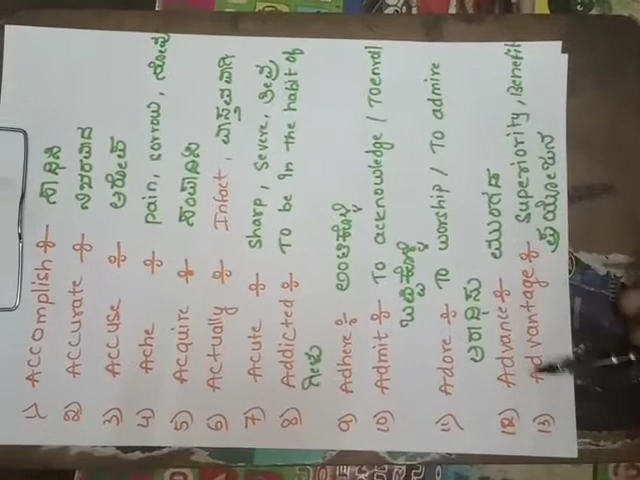 1) Accomplish :- ಸಾಧಿಸಿ
2) Accurate :- ನಿಖರವಾದ
3) Accuse :- ಆರೋಪ
4) Ache :- pain, sorrow, ನೋವು
5) Acquire :- ಸಂಪಾದಿಸು
6) Actually :- Infact, ವಾಸ್ತವವಾಗಿ
7) Acute :- sharp, severe, ತೀವ್ರ
8) Addicted :- To be in the habit of
ಗೀಳು
9) Adhere :- ಅಂಟಿಕೊಳ್ಳಿ
10) Admit :- To acknowledge / To enrol
ಒಪ್ಪಿಕೊಳ್ಳಿ
11) Adore :- To worship / To admire
ಆರಾಧಿಸು
12) Advance :- ಮುಂಗಡ
13) Advantage :- Superiority, Benefit
ಪ್ರಯೋಜನ